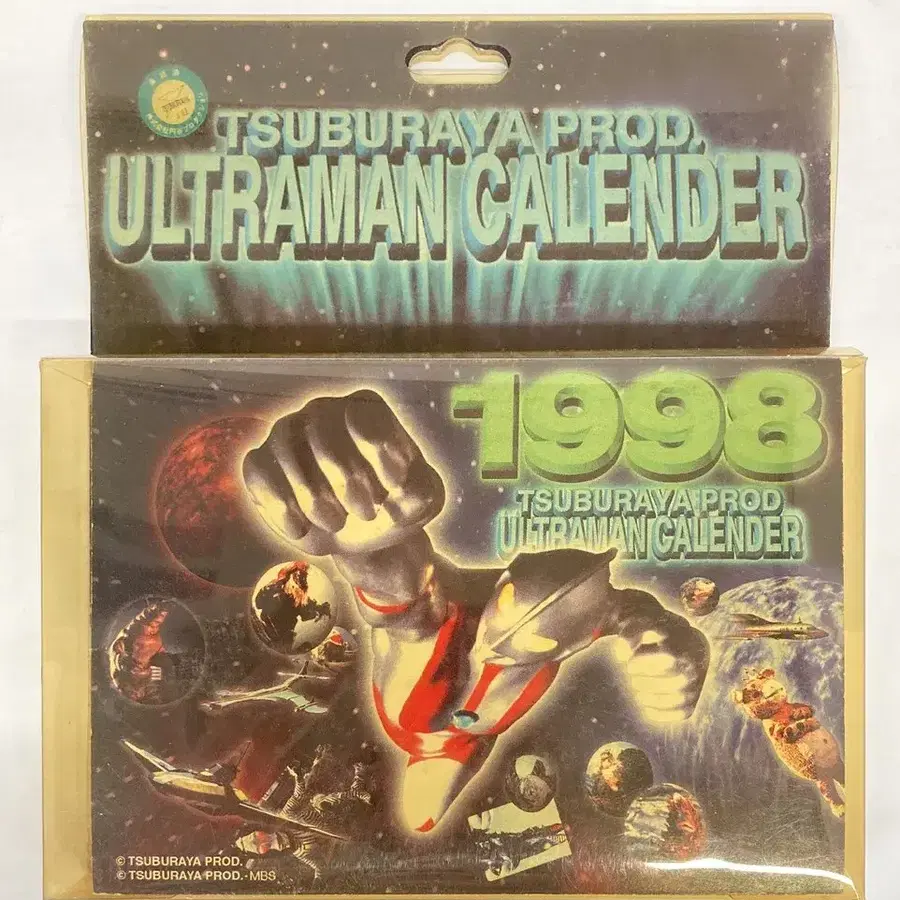 TSUBURAYA PROD.
ULTRAMAN CALENDER
1998
TSUBURAYA PROD
ULTRAMAN CALENDER
© TSUBURAYA PROD.
© TSUBURAYA PROD.-MBS